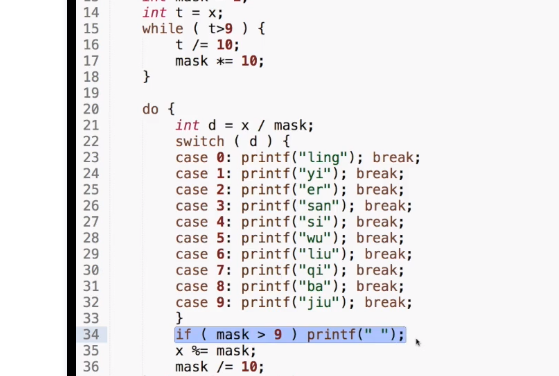 14 int t = x;
15 while ( t>9 ) {
16 t /= 10;
17 mask *= 10;
18 }
19
20 do {
21 int d = x / mask;
22 switch ( d ) {
23 case 0: printf("ling"); break;
24 case 1: printf("yi"); break;
25 case 2: printf("er"); break;
26 case 3: printf("san"); break;
27 case 4: printf("si"); break;
28 case 5: printf("wu"); break;
29 case 6: printf("liu"); break;
30 case 7: printf("qi"); break;
31 case 8: printf("ba"); break;
32 case 9: printf("jiu"); break;
33 }
34 if ( mask > 9 ) printf(" ");
35 x %= mask;
36 mask /= 10;